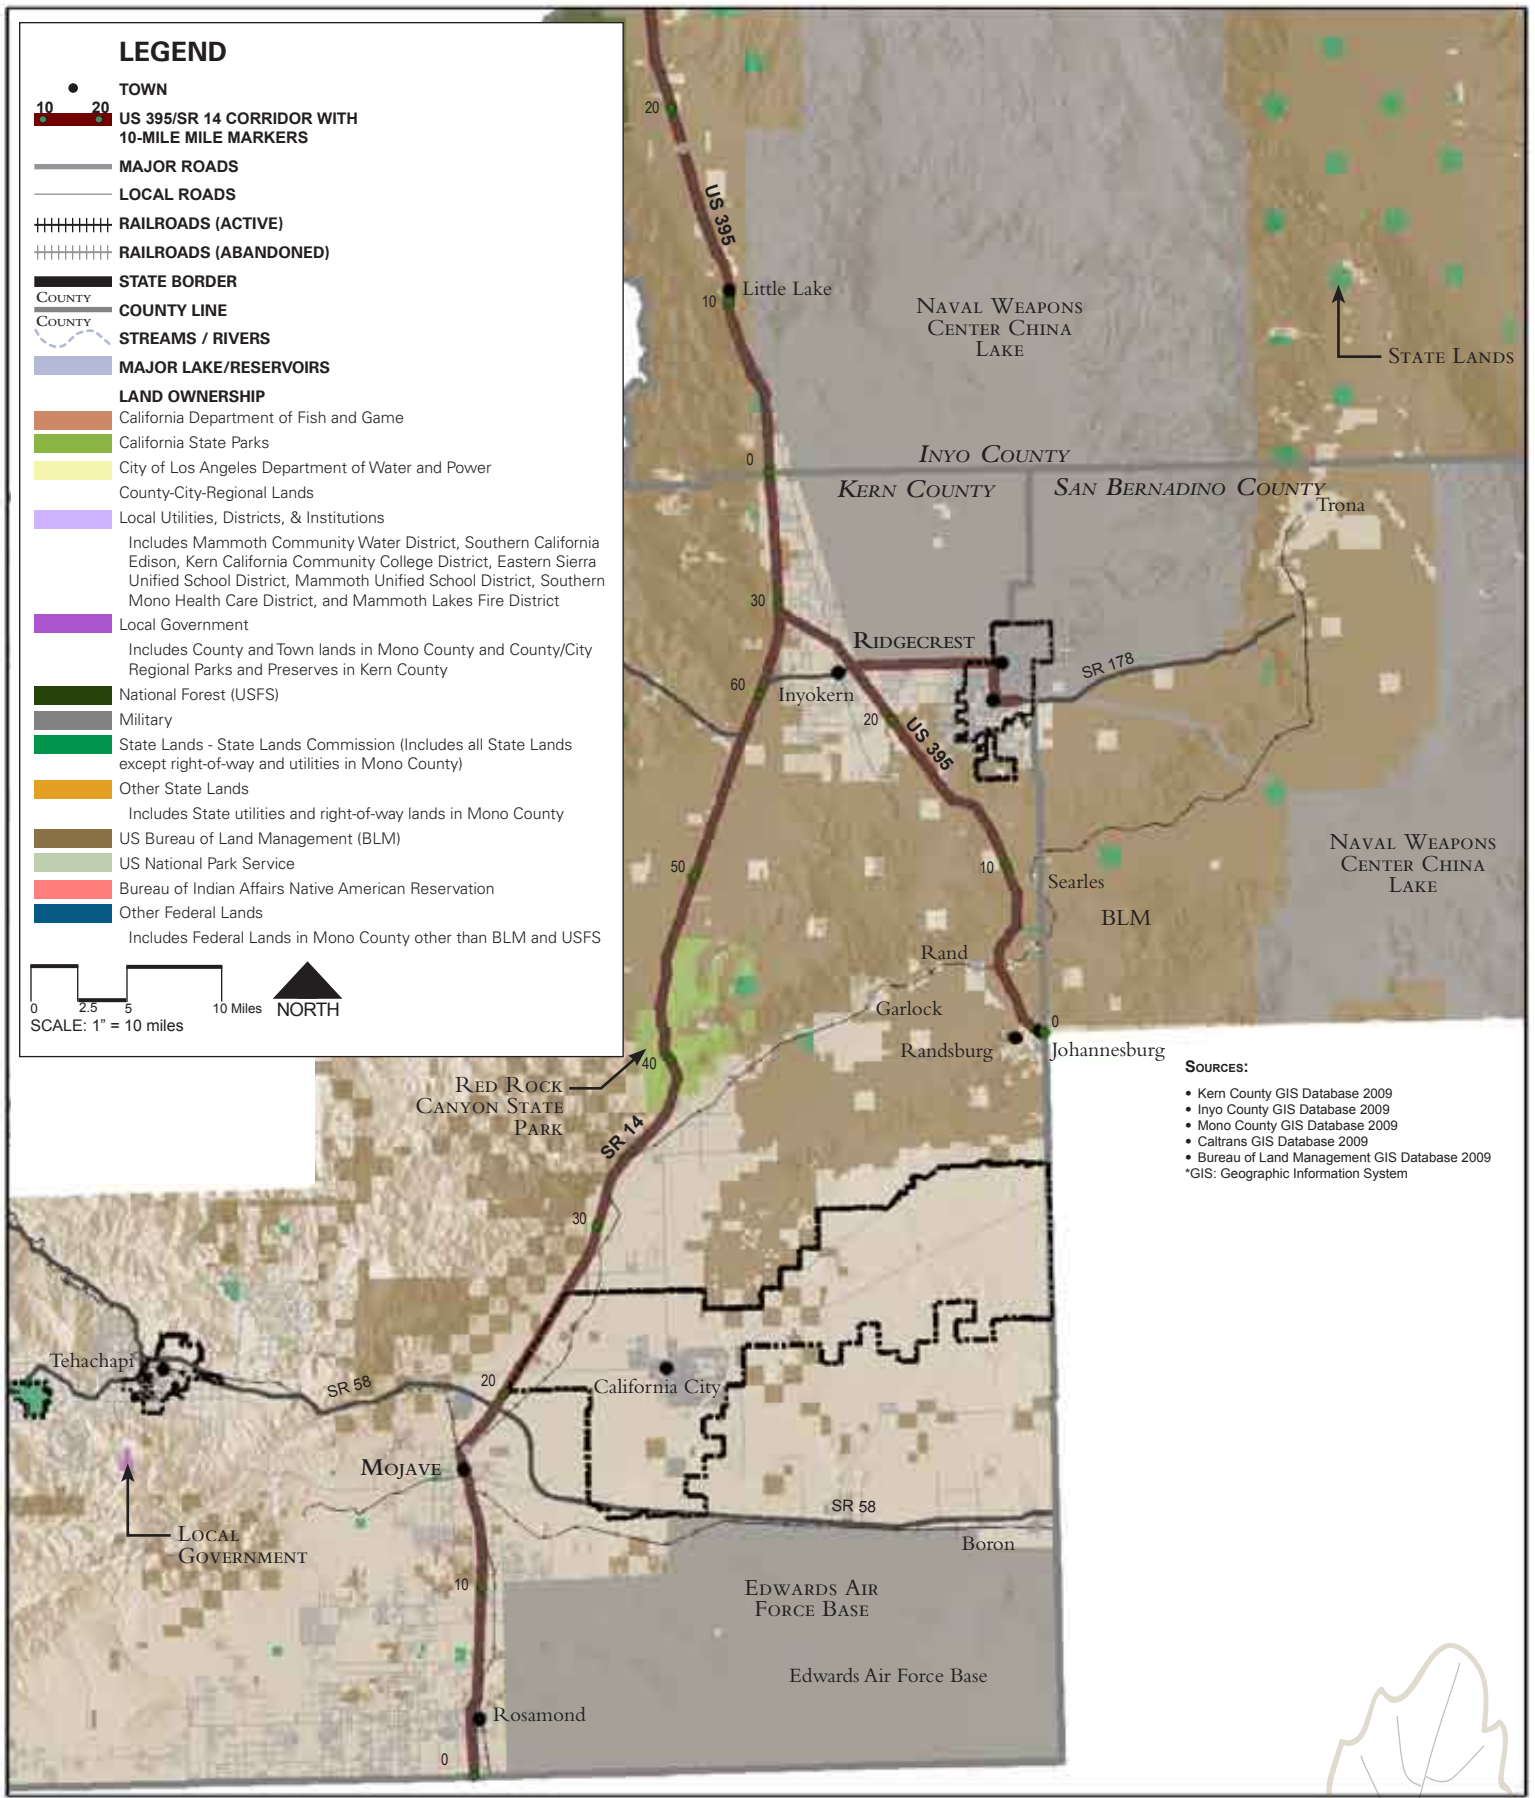 LEGEND
TOWN
10 20
US 395/SR 14 CORRIDOR WITH
10-MILE MILE MARKERS
MAJOR ROADS
LOCAL ROADS
RAILROADS (ACTIVE)
RAILROADS (ABANDONED)
STATE BORDER
COUNTY
COUNTY LINE
COUNTY
STREAMS / RIVERS
MAJOR LAKE/RESERVOIRS
LAND OWNERSHIP
California Department of Fish and Game
California State Parks
City of Los Angeles Department of Water and Power
County-City-Regional Lands
Local Utilities, Districts, & Institutions
Includes Mammoth Community Water District, Southern California
Edison, Kern California Community College District, Eastern Sierra
Unified School District, Mammoth Unified School District, Southern
Mono Health Care District, and Mammoth Lakes Fire District
Local Government
Includes County and Town lands in Mono County and County/City
Regional Parks and Preserves in Kern County
National Forest (USFS)
Military
State Lands - State Lands Commission (Includes all State Lands
except right-of-way and utilities in Mono County)
Other State Lands
Includes State utilities and right-of-way lands in Mono County
US Bureau of Land Management (BLM)
US National Park Service
Bureau of Indian Affairs Native American Reservation
Other Federal Lands
Includes Federal Lands in Mono County other than BLM and USFS
0 2.5 5 10 Miles
NORTH
SCALE: 1" = 10 miles
20
US 395
Little Lake
10
NAVAL WEAPONS
CENTER CHINA
LAKE
STATE LANDS
0
INYO COUNTY
KERN COUNTY
SAN BERNADINO COUNTY
Trona
30
RIDGECREST
SR 178
60
Inyokern
20
US 395
NAVAL WEAPONS
CENTER CHINA
LAKE
50
10
Searles
BLM
Rand
Garlock
0
Randsburg
Johannesburg
40
RED ROCK
CANYON STATE
PARK
SR 14
SOURCES:
• Kern County GIS Database 2009
• Inyo County GIS Database 2009
• Mono County GIS Database 2009
• Caltrans GIS Database 2009
• Bureau of Land Management GIS Database 2009
*GIS: Geographic Information System
30
Tehachapi
SR 58
20
California City
MOJAVE
SR 58
LOCAL
GOVERNMENT
Boron
10
EDWARDS AIR
FORCE BASE
Edwards Air Force Base
Rosamond
0